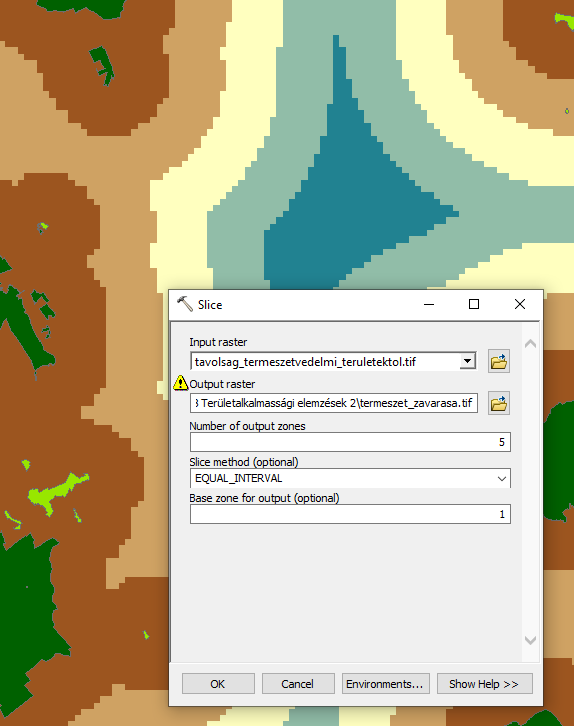 Slice
Input raster
tavolsag_termeszetvedelmi_teruletektol.tif
Output raster
3 Területalkalmassági elemzések 2\termeszet_zavarasa.tif
Number of output zones
5
Slice method (optional)
EQUAL_INTERVAL
Base zone for output (optional)
1
OK
Cancel
Environments...
Show Help >>